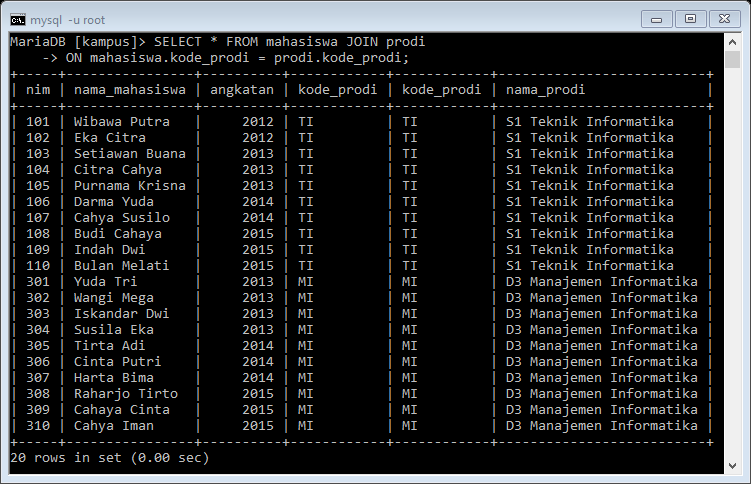 mysql -u root
MariaDB [kampus]> SELECT * FROM mahasiswa JOIN prodi
    -> ON mahasiswa.kode_prodi = prodi.kode_prodi;
+-----+----------------+----------+------------+------------+-------------------------+
| nim | nama_mahasiswa | angkatan | kode_prodi | kode_prodi | nama_prodi              |
+-----+----------------+----------+------------+------------+-------------------------+
| 101 | Wibawa Putra   |     2012 | TI         | TI         | S1 Teknik Informatika   |
| 102 | Eka Citra      |     2012 | TI         | TI         | S1 Teknik Informatika   |
| 103 | Setiawan Buana |     2013 | TI         | TI         | S1 Teknik Informatika   |
| 104 | Citra Cahya    |     2013 | TI         | TI         | S1 Teknik Informatika   |
| 105 | Purnama Krisna |     2013 | TI         | TI         | S1 Teknik Informatika   |
| 106 | Darma Yuda     |     2014 | TI         | TI         | S1 Teknik Informatika   |
| 107 | Cahya Susilo   |     2014 | TI         | TI         | S1 Teknik Informatika   |
| 108 | Budi Cahaya    |     2015 | TI         | TI         | S1 Teknik Informatika   |
| 109 | Indah Dwi      |     2015 | TI         | TI         | S1 Teknik Informatika   |
| 110 | Bulan Melati   |     2015 | TI         | TI         | S1 Teknik Informatika   |
| 301 | Yuda Tri       |     2013 | MI         | MI         | D3 Manajemen Informatika |
| 302 | Wangi Mega     |     2013 | MI         | MI         | D3 Manajemen Informatika |
| 303 | Iskandar Dwi   |     2013 | MI         | MI         | D3 Manajemen Informatika |
| 304 | Susila Eka     |     2013 | MI         | MI         | D3 Manajemen Informatika |
| 305 | Tirta Adi      |     2014 | MI         | MI         | D3 Manajemen Informatika |
| 306 | Cinta Putri    |     2014 | MI         | MI         | D3 Manajemen Informatika |
| 307 | Harta Bima     |     2014 | MI         | MI         | D3 Manajemen Informatika |
| 308 | Raharjo Tirto  |     2015 | MI         | MI         | D3 Manajemen Informatika |
| 309 | Cahaya Cinta   |     2015 | MI         | MI         | D3 Manajemen Informatika |
| 310 | Cahya Iman     |     2015 | MI         | MI         | D3 Manajemen Informatika |
+-----+----------------+----------+------------+------------+-------------------------+
20 rows in set (0.00 sec)